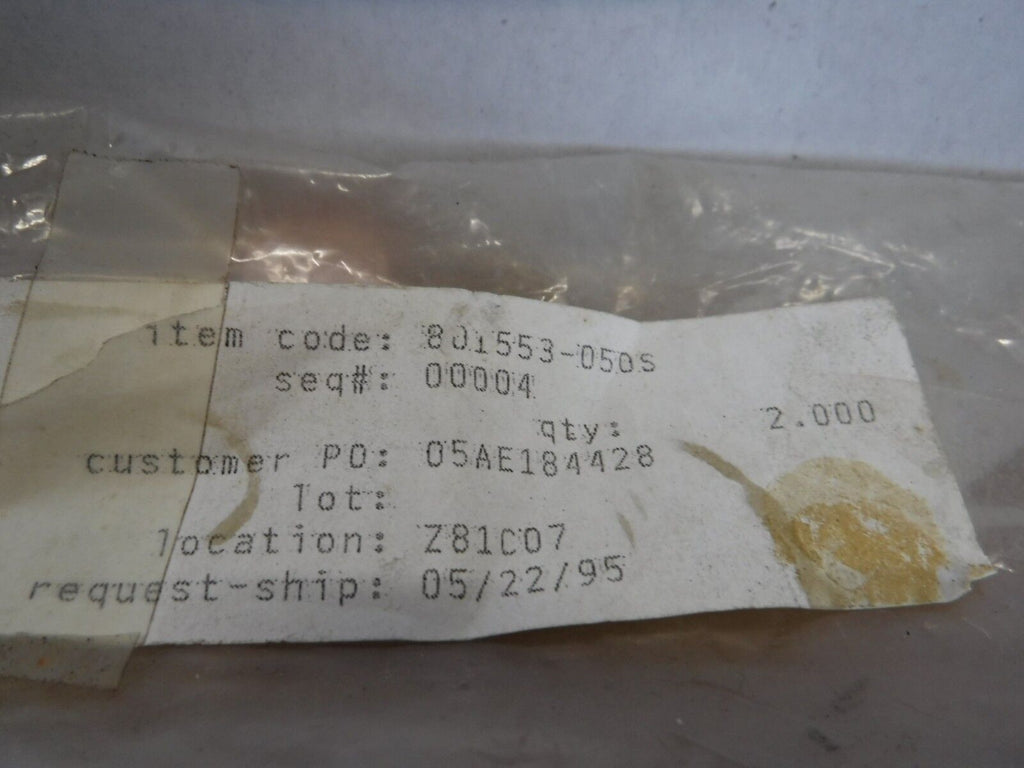 item code: 801553-050S
seq#: 00004
qty: 2.000
customer PO: 05AE184428
lot:
location: Z81C07
request-ship: 05/22/95